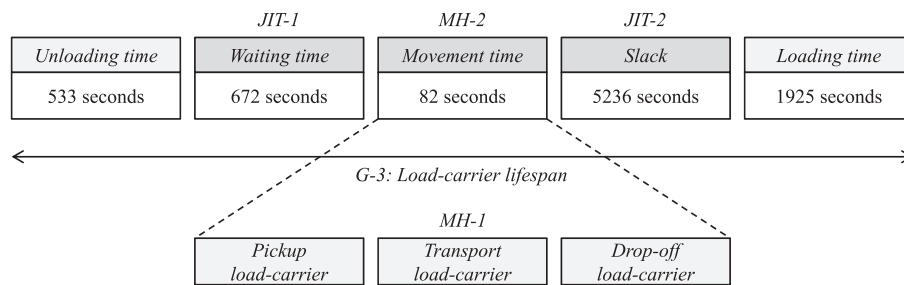 JIT-1 MH-2 JIT-2
Unloading time Waiting time Movement time Slack Loading time
533 seconds 672 seconds 82 seconds 5236 seconds 1925 seconds
G-3: Load-carrier lifespan
MH-1
Pickup Transport Drop-off
load-carrier load-carrier load-carrier